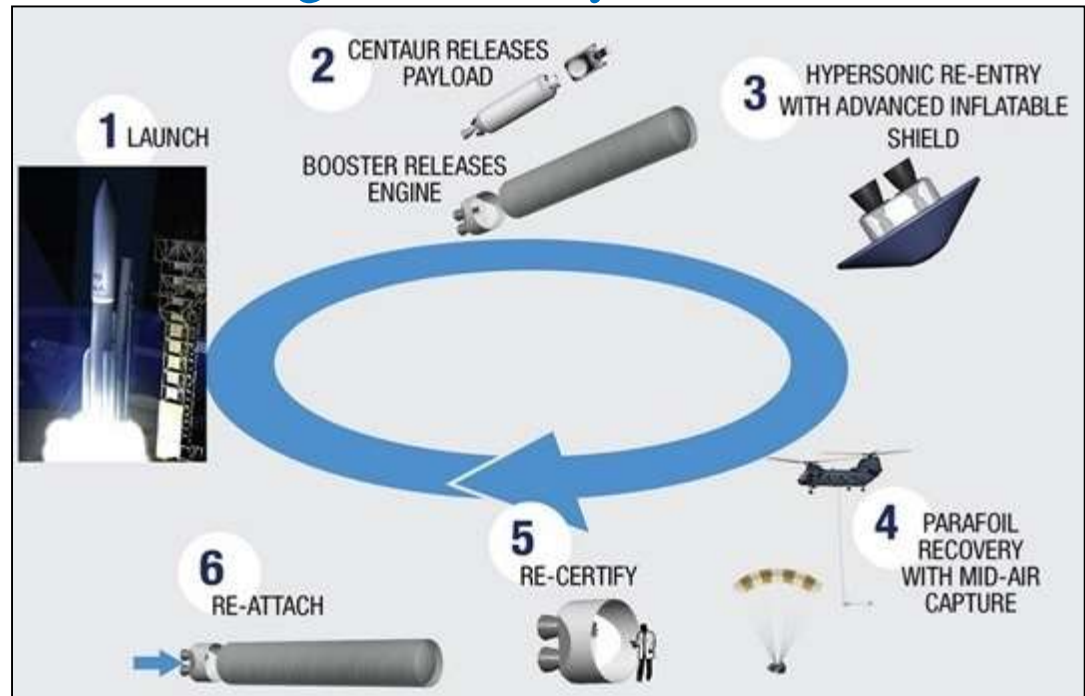 1 LAUNCH
2 CENTAUR RELEASES
PAYLOAD
BOOSTER RELEASES
ENGINE
3 HYPERSONIC RE-ENTRY
WITH ADVANCED INFLATABLE
SHIELD
4 PARAFOIL
RECOVERY
WITH MID-AIR
CAPTURE
5
RE-CERTIFY
6
RE-ATTACH